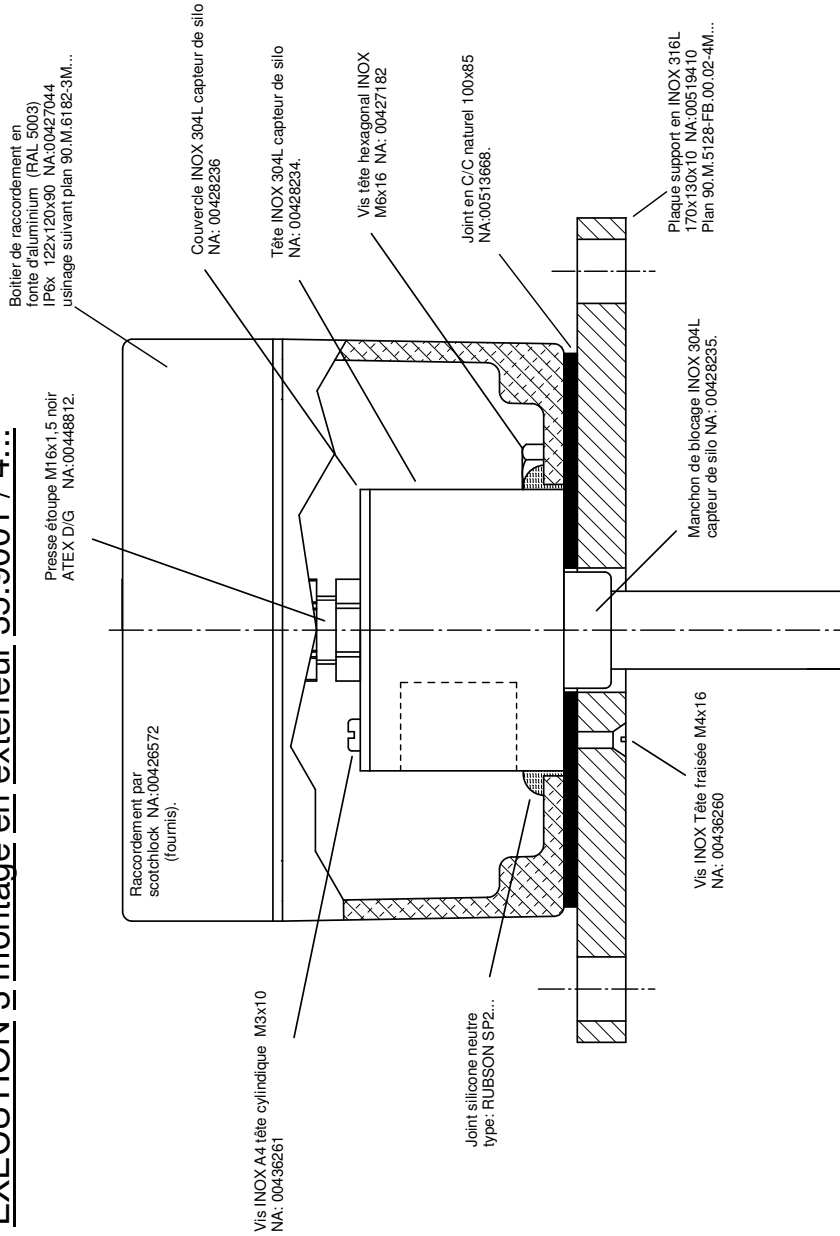 EXECUTION 3 montage en extérieur 55.9001 / 4...
Boitier de raccordement en
fonte d'aluminium (RAL 5003)
IP6x 122x120x90 NA:00427044
usinage suivant plan 90.M.6182-3M...
Presse étoupe M16x1,5 noir
ATEX D/G NA:00448812.
Raccordement par
scotchlock NA:00426572
(fournis).
Couvercle INOX 304L capteur de silo
NA: 00428236
Tête INOX 304L capteur de silo
NA: 00428234.
Vis tête hexagonal INOX
M6x16 NA: 00427182
Joint en C/C naturel 100x85
NA:00513668.
Plaque support en INOX 316L
170x130x10 NA:00519410
Plan 90.M.5128-FB.00.02-4M...
Manchon de blocage INOX 304L
capteur de silo NA: 00428235.
Vis INOX Tête fraisée M4x16
NA: 00436260
Vis INOX A4 tête cylindique M3x10
NA: 00436261
Joint silicone neutre
type: RUBSON SP2...